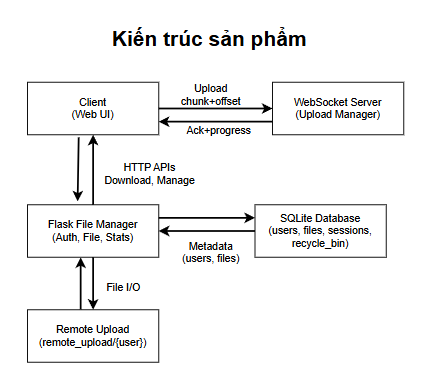 Kiến trúc sản phẩm
Client
(Web UI)
Upload
chunk+offset
Ack+progress
WebSocket Server
(Upload Manager)
HTTP APIs
Download, Manage
Flask File Manager
(Auth, File, Stats)
Metadata
(users, files)
SQLite Database
(users, files, sessions,
recycle_bin)
File I/O
Remote Upload
(remote_upload/{user})